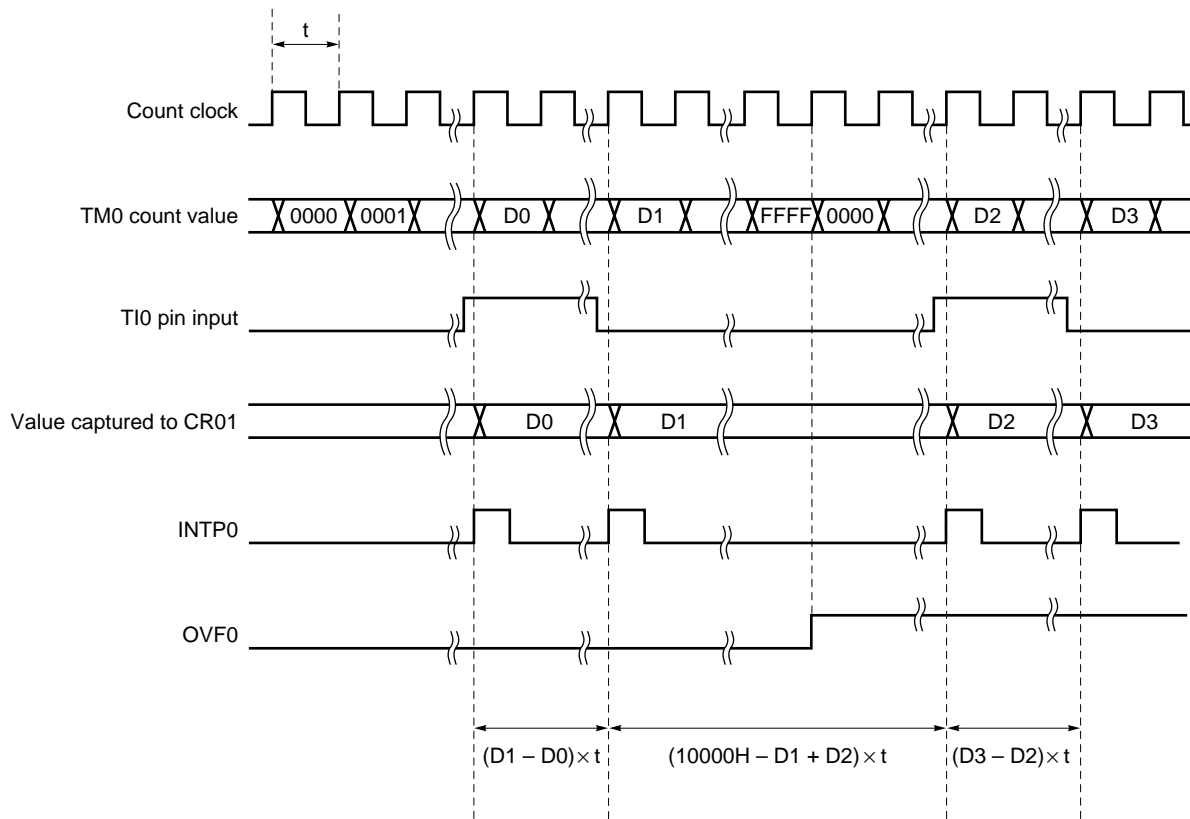 t
Count clock
TM0 count value 0000 0001 D0 D1 FFFF 0000 D2 D3
TI0 pin input
Value captured to CR01 D0 D1 D2 D3
INTP0
OVF0
(D1 – D0) × t (10000H – D1 + D2) × t (D3 – D2) × t